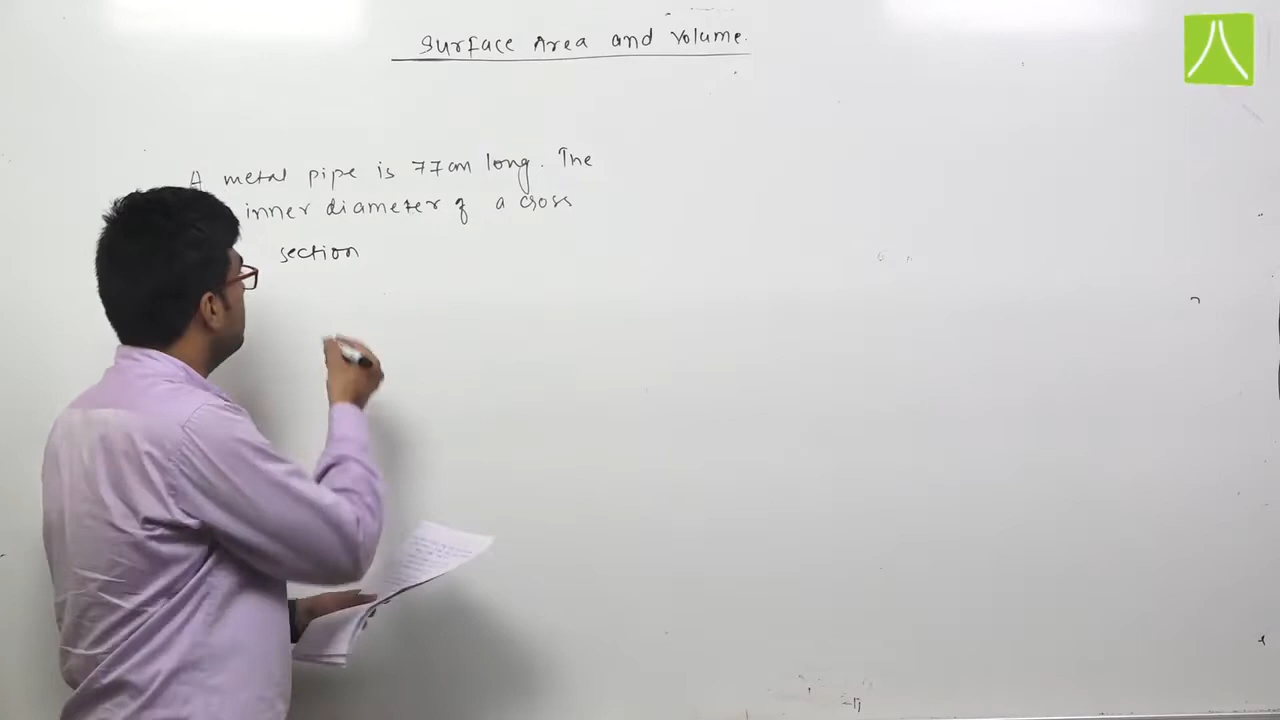 Surface Area and Volume.
A metal pipe is 77cm long. The
inner diameter of a cross
section